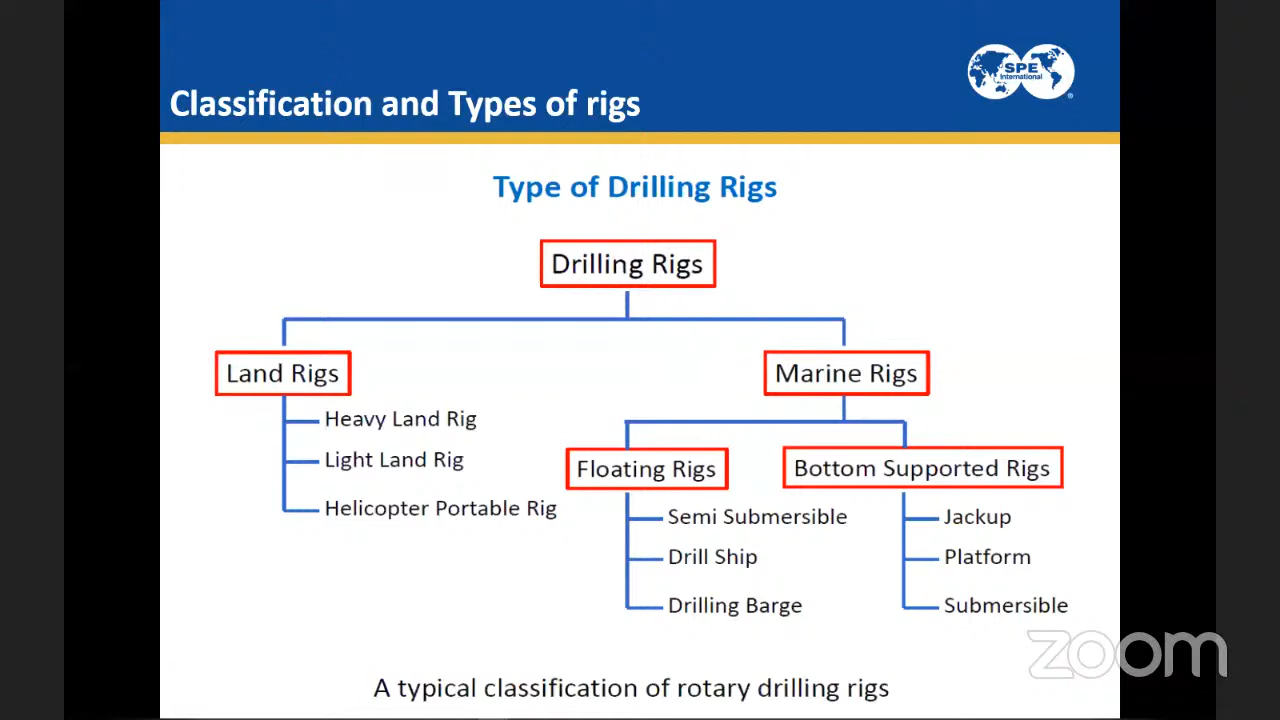 SPE
International
®
Classification and Types of rigs
Type of Drilling Rigs
Drilling Rigs
Land Rigs
Marine Rigs
Heavy Land Rig
Light Land Rig
Helicopter Portable Rig
Floating Rigs
Bottom Supported Rigs
Semi Submersible
Jackup
Drill Ship
Platform
Drilling Barge
Submersible
zoom
A typical classification of rotary drilling rigs